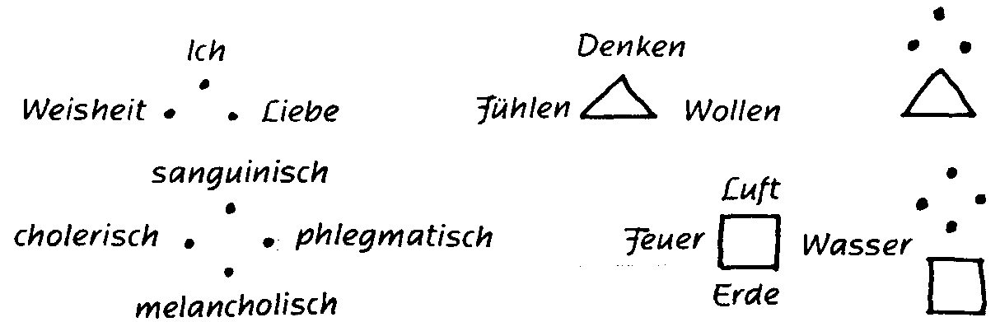 Ich
Denken
Weisheit Liebe
Fühlen Wollen
sanguinisch
Luft
cholerisch phlegmatisch
Feuer Wasser
melancholisch
Erde